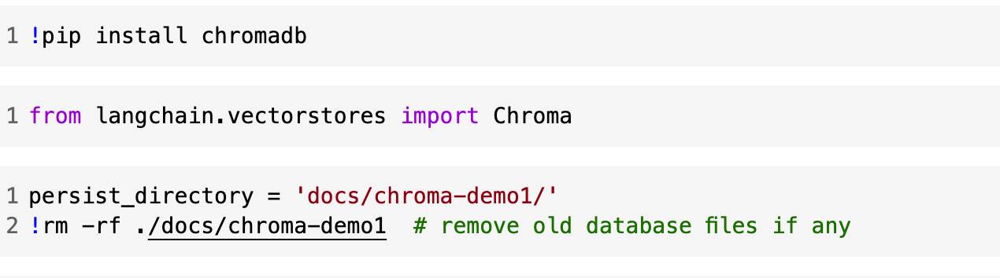 1 !pip install chromadb
1 from langchain.vectorstores import Chroma
1 persist_directory = 'docs/chroma-demo1/'
2 !rm -rf ./docs/chroma-demo1  # remove old database files if any